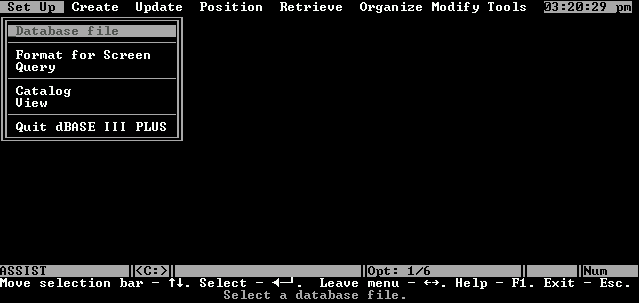 Set Up Create Update Position Retrieve Organize Modify Tools 03:20:29 pm
Database file
Format for Screen
Query
Catalog
View
Quit dBASE III PLUS
ASSIST <C:> Opt: 1/6 Num
Move selection bar - ↑↓. Select - ◄─┘. Leave menu - ↔. Help - F1. Exit - Esc.
Select a database file.